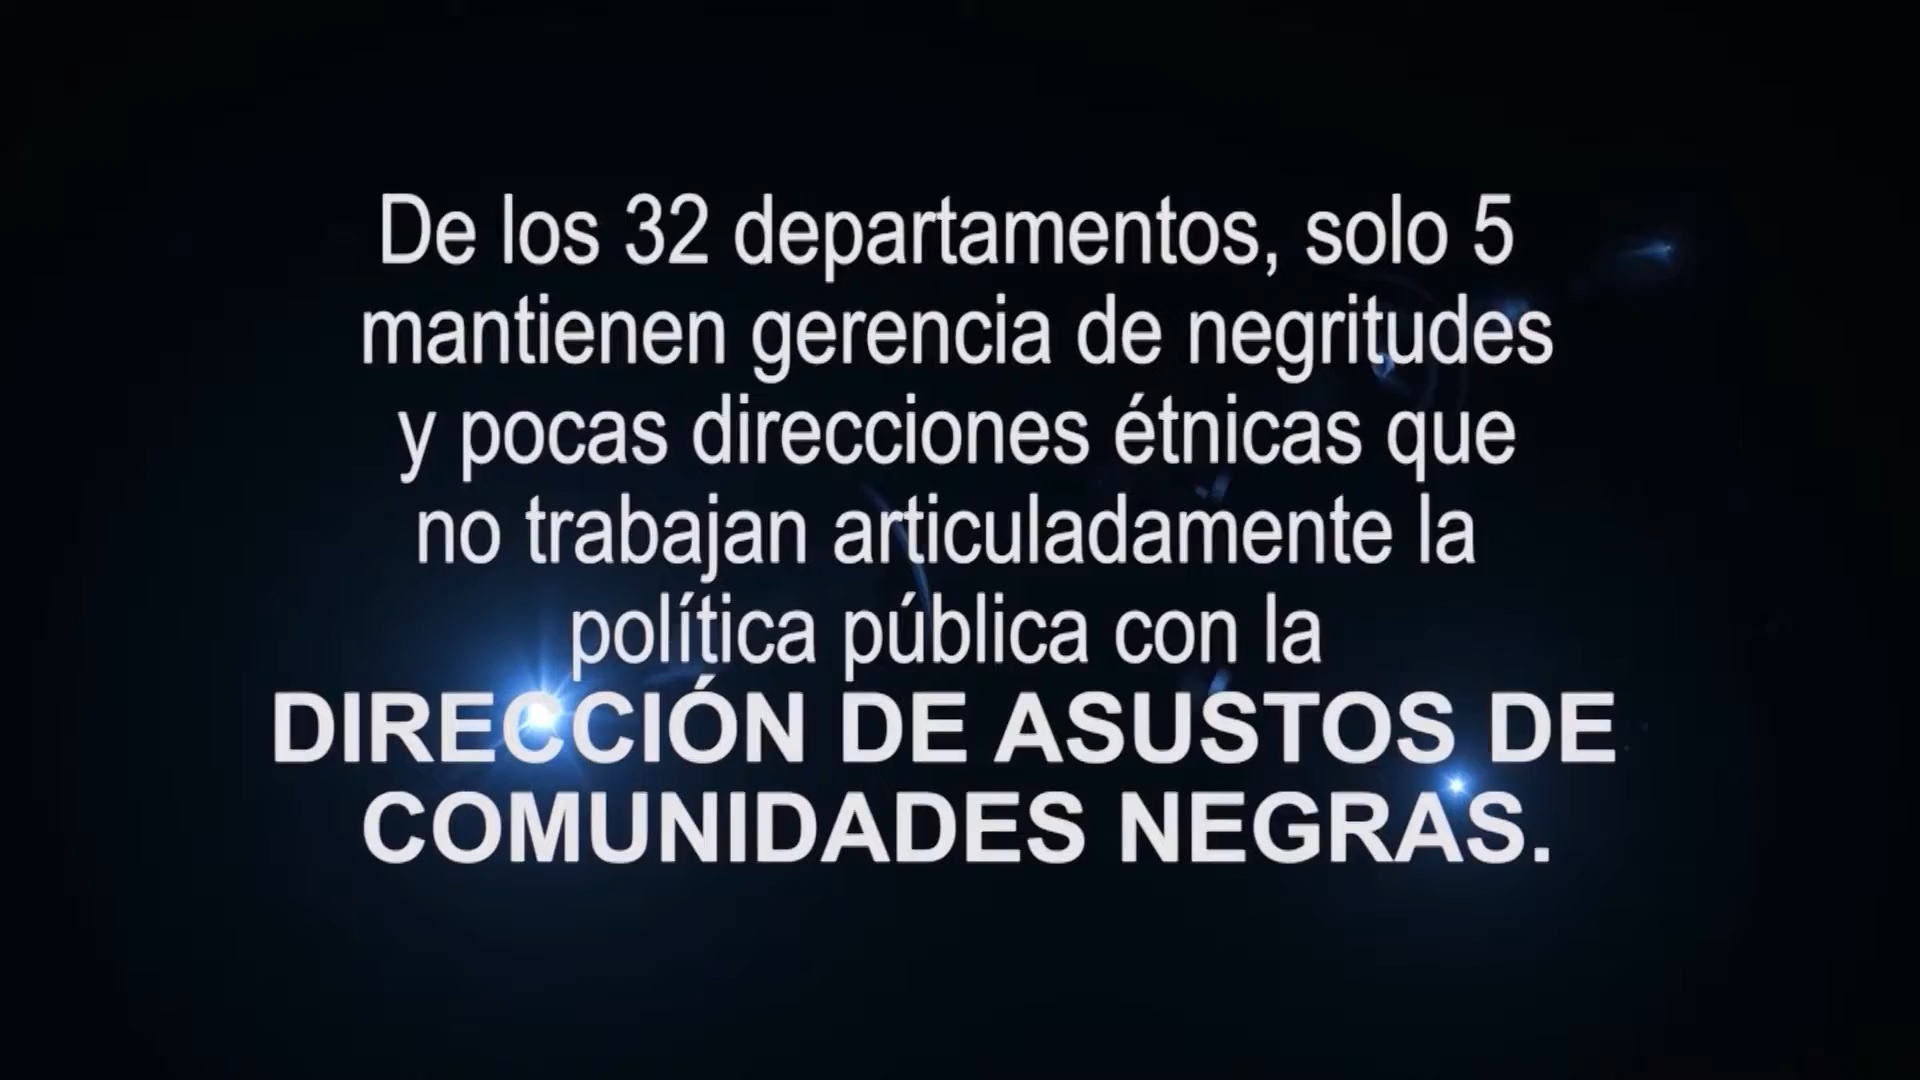 De los 32 departamentos, solo 5
mantienen gerencia de negritudes
y pocas direcciones étnicas que
no trabajan articuladamente la
política pública con la
DIRECCIÓN DE ASUSTOS DE
COMUNIDADES NEGRAS.